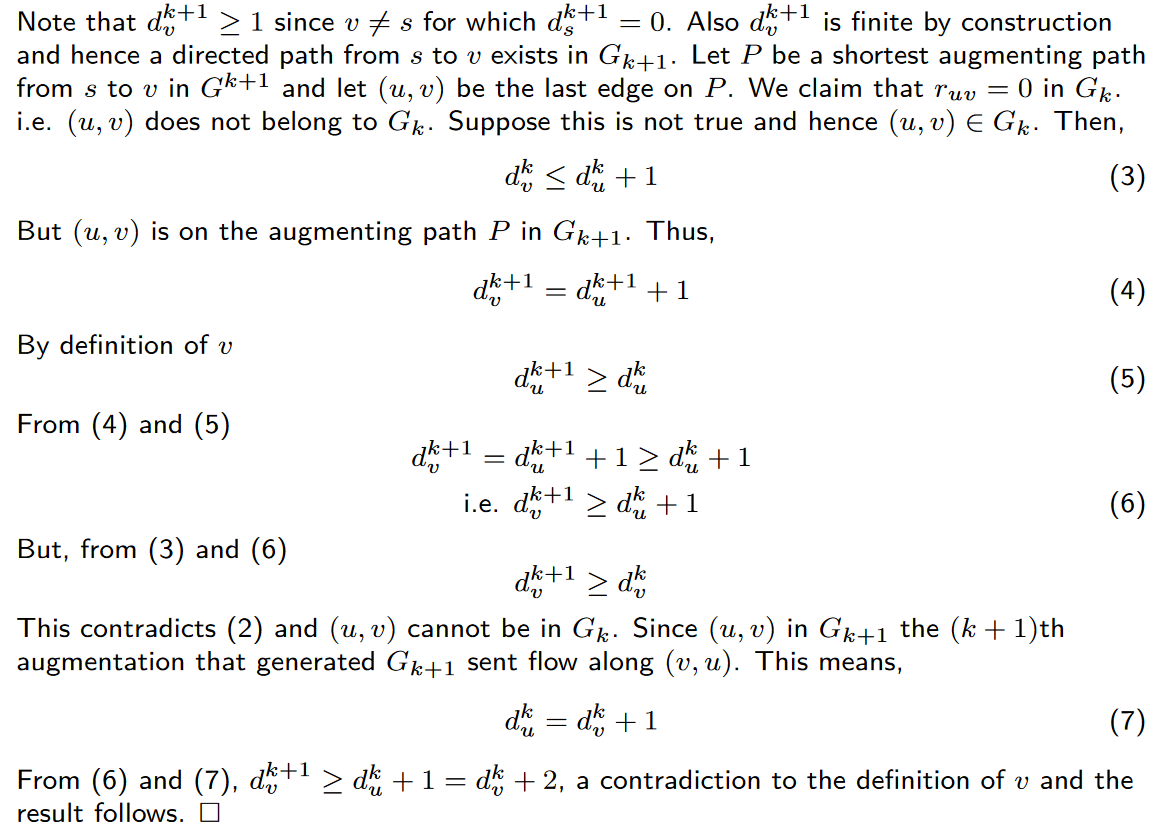 Note that $d_v^{k+1} \geq 1$ since $v \neq s$ for which $d_s^{k+1} = 0$. Also $d_v^{k+1}$ is finite by construction
and hence a directed path from $s$ to $v$ exists in $G_{k+1}$. Let $P$ be a shortest augmenting path
from $s$ to $v$ in $G^{k+1}$ and let $(u, v)$ be the last edge on $P$. We claim that $r_{uv} = 0$ in $G_k$.
i.e. $(u, v)$ does not belong to $G_k$. Suppose this is not true and hence $(u, v) \in G_k$. Then,
$d_v^k \leq d_u^k + 1$ (3)
But $(u, v)$ is on the augmenting path $P$ in $G_{k+1}$. Thus,
$d_v^{k+1} = d_u^{k+1} + 1$ (4)
By definition of $v$
$d_u^{k+1} \geq d_u^k$ (5)
From (4) and (5)
$d_v^{k+1} = d_u^{k+1} + 1 \geq d_u^k + 1$
i.e. $d_v^{k+1} \geq d_u^k + 1$ (6)
But, from (3) and (6)
$d_v^{k+1} \geq d_v^k$
This contradicts (2) and $(u, v)$ cannot be in $G_k$. Since $(u, v)$ in $G_{k+1}$ the $(k + 1)$th
augmentation that generated $G_{k+1}$ sent flow along $(v, u)$. This means,
$d_u^k = d_v^k + 1$ (7)
From (6) and (7), $d_v^{k+1} \geq d_u^k + 1 = d_v^k + 2$, a contradiction to the definition of $v$ and the
result follows. □